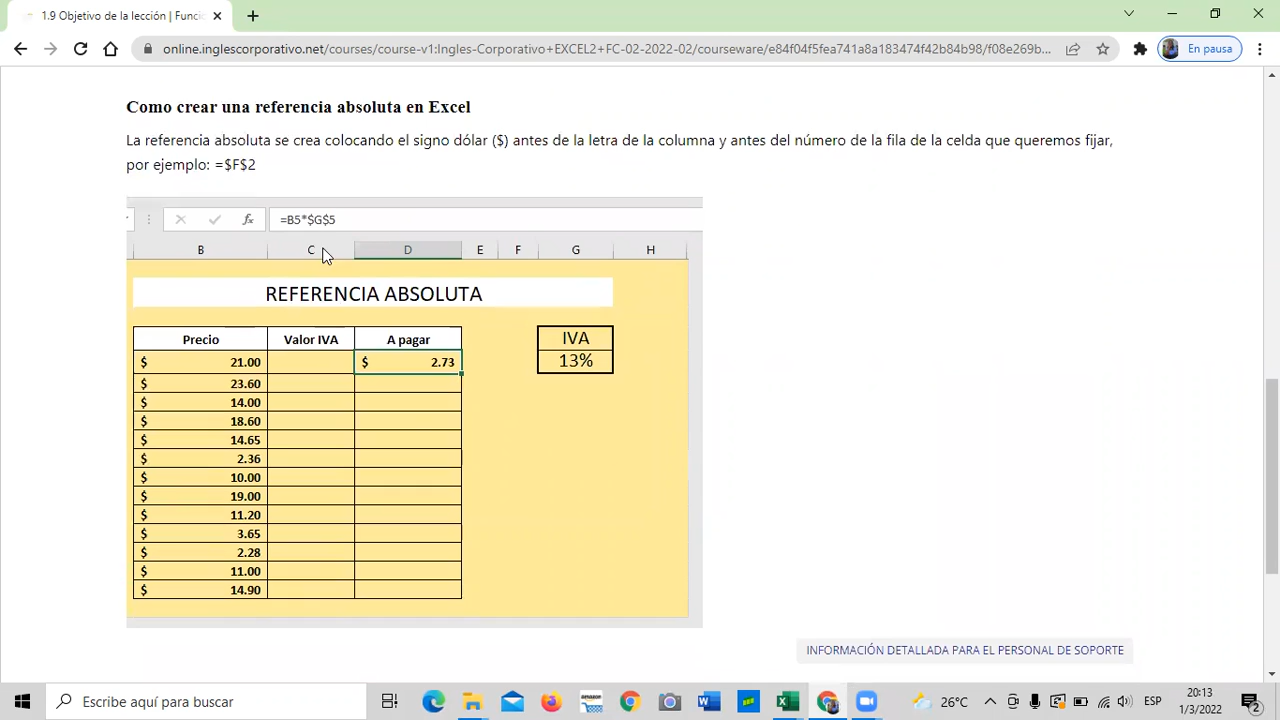 1.9 Objetivo de la lección | Funcio
online.inglescorporativo.net/courses/course-v1:Ingles-Corporativo+EXCEL2+FC-02-2022-02/courseware/e84f04f5fea741a8a183474f42b84b98/f08e269b...
En pausa
Como crear una referencia absoluta en Excel
La referencia absoluta se crea colocando el signo dólar ($) antes de la letra de la columna y antes del número de la fila de la celda que queremos fijar,
por ejemplo: =$F$2
fx =B5*$G$5
B C D E F G H
REFERENCIA ABSOLUTA
Precio Valor IVA A pagar IVA
$ 21.00 $ 2.73 13%
$ 23.60
$ 14.00
$ 18.60
$ 14.65
$ 2.36
$ 10.00
$ 19.00
$ 11.20
$ 3.65
$ 2.28
$ 11.00
$ 14.90
INFORMACIÓN DETALLADA PARA EL PERSONAL DE SOPORTE
Escribe aquí para buscar
amazon
26°C
ESP
20:13
1/3/2022
2